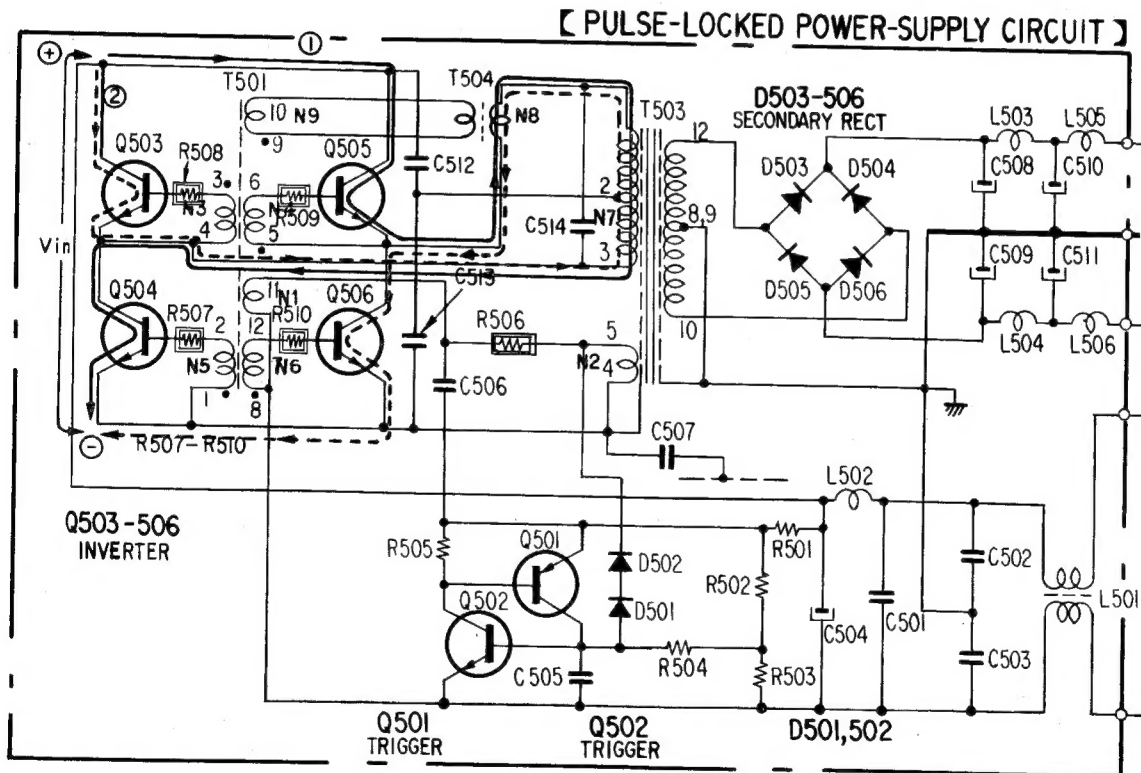 【 PULSE-LOCKED POWER-SUPPLY CIRCUIT 】
+ ①
T501 T504 T503
② 10 N9 N8
9
D503-506
SECONDARY RECT
L503 L505
Q503 Q505
R508
C512
12
D503 D504
C508 C510
3 6
N3 R509
4 5
2
C514 N7
3
8,9
Vin
C513
D505 D506
C509 C511
Q504 Q506
11 N1
R507 R510
2 12
N5 7 N6
1 8
R506
5
N2
4
10
L504 L506
C506
−
R507-R510
C507
L502
Q503-506
INVERTER
R505
Q501
Q502
D502
D501
R501
R502
C502
L501
C504
C501
C505
R504
R503
C503
Q501
TRIGGER
Q502
TRIGGER
D501,502